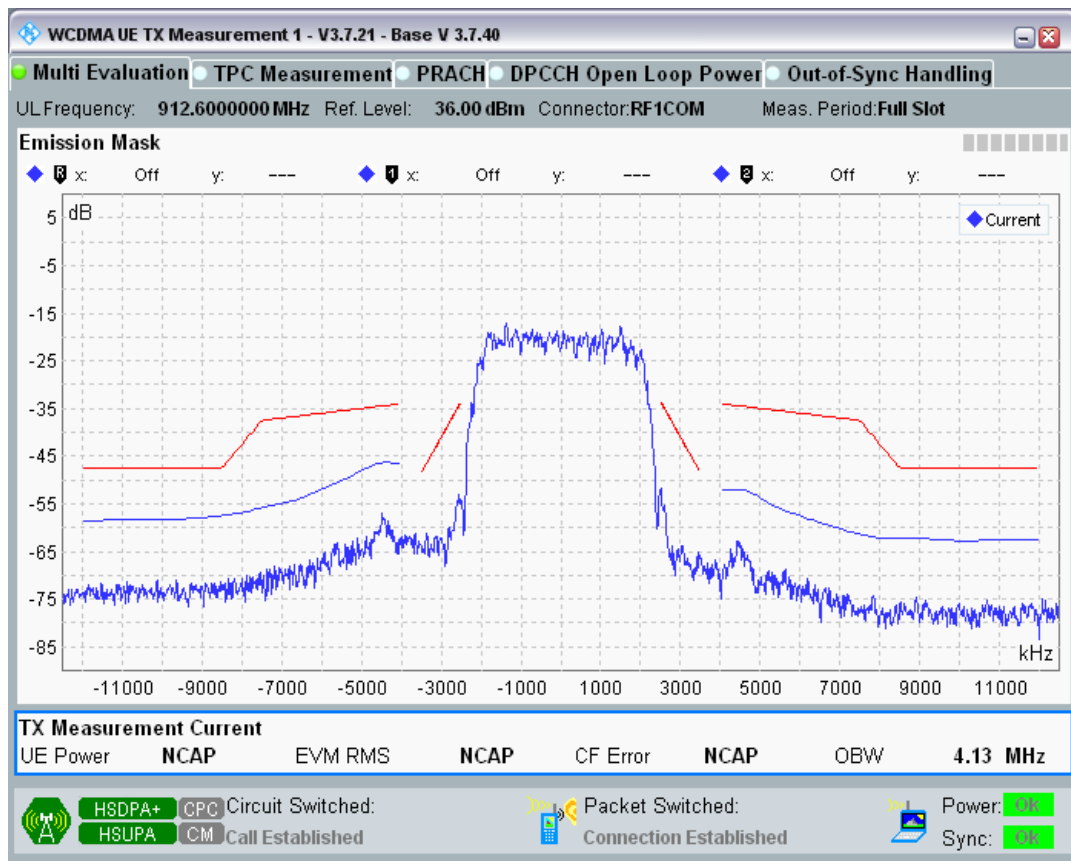 WCDMA UE TX Measurement 1 - V3.7.21 - Base V 3.7.40
Multi Evaluation TPC Measurement PRACH DPCCH Open Loop Power Out-of-Sync Handling
UL Frequency: 912.6000000 MHz Ref. Level: 36.00 dBm Connector: RF1COM Meas. Period: Full Slot
Emission Mask
R x: Off y: --- 1 x: Off y: --- 2 x: Off y: ---
dB
Current
5
-5
-15
-25
-35
-45
-55
-65
-75
-85
kHz
-11000 -9000 -7000 -5000 -3000 -1000 1000 3000 5000 7000 9000 11000
TX Measurement Current
UE Power NCAP EVM RMS NCAP CF Error NCAP OBW 4.13 MHz
HSDPA+ CPC Circuit Switched: Packet Switched: Power: OK
HSUPA CM Call Established Connection Established Sync: OK